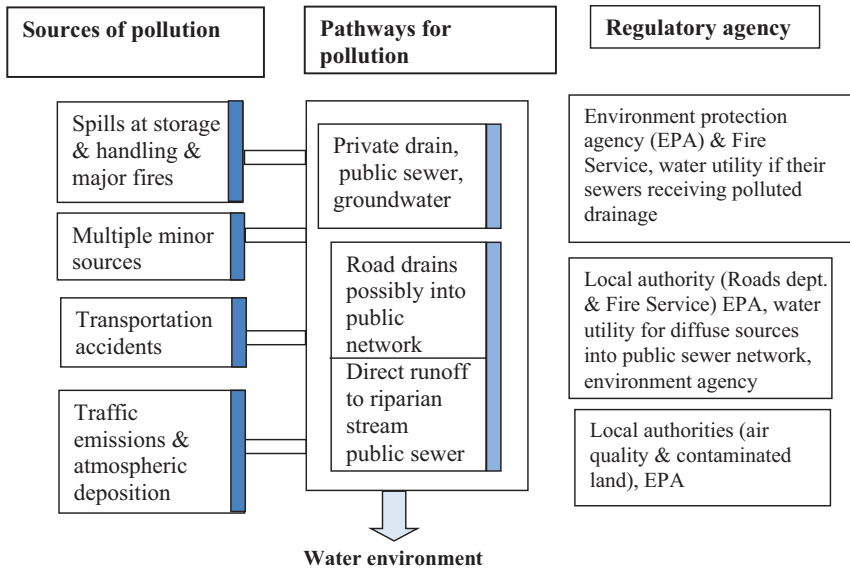 Sources of pollution
Pathways for
pollution
Regulatory agency
Spills at storage
& handling &
major fires
Multiple minor
sources
Transportation
accidents
Traffic
emissions &
atmospheric
deposition
Private drain,
public sewer,
groundwater
Road drains
possibly into
public
network
Direct runoff
to riparian
stream
public sewer
Water environment
Environment protection
agency (EPA) & Fire
Service, water utility if their
sewers receiving polluted
drainage
Local authority (Roads dept.
& Fire Service) EPA, water
utility for diffuse sources
into public sewer network,
environment agency
Local authorities (air
quality & contaminated
land), EPA